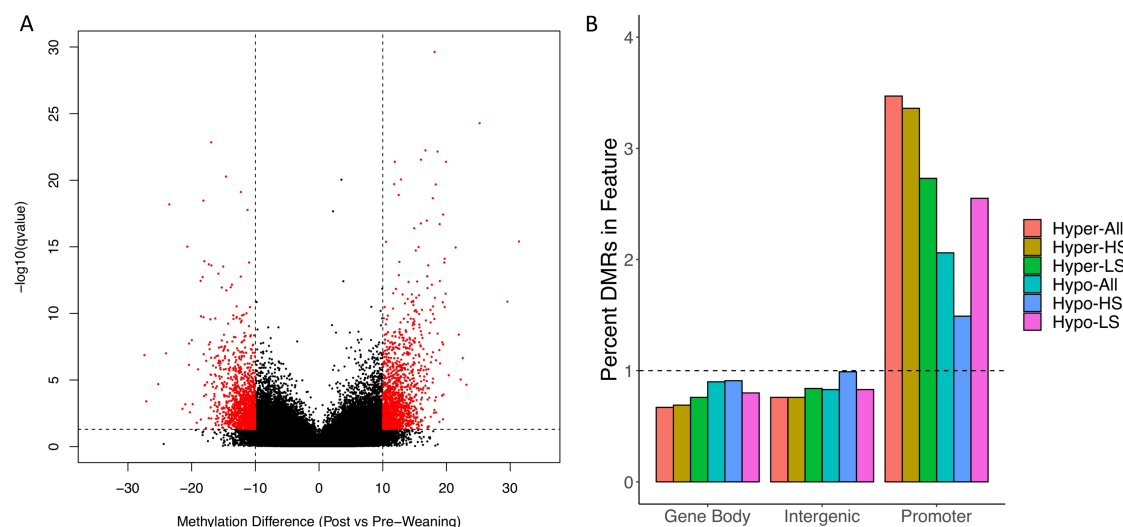 A
30
25
20
15
10
5
0
−log10(qvalue)
−30
−20
−10
0
10
20
30
Methylation Difference (Post vs Pre-Weaning)
B
4
3
2
1
0
Percent DMRs in Feature
Gene Body
Intergenic
Promoter
Hyper-All
Hyper-HS
Hyper-LS
Hypo-All
Hypo-HS
Hypo-LS